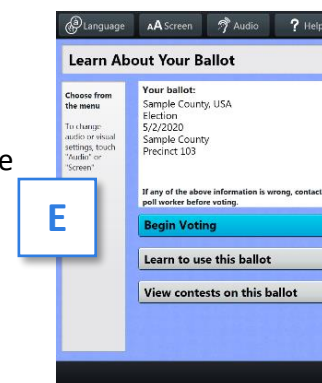 Language
AA Screen
Audio
? Help
Learn About Your Ballot
Choose from
the menu
To change
audio or visual
settings, touch
"Audio" or
"Screen"
Your ballot:
Sample County, USA
Election
5/2/2020
Sample County
Precinct 103
If any of the above information is wrong, contact
poll worker before voting.
Begin Voting
Learn to use this ballot
View contests on this ballot
e
E